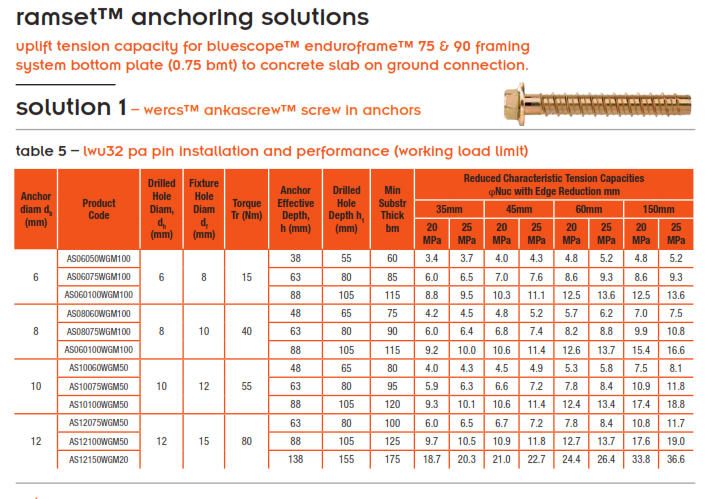 ramset™ anchoring solutions
uplift tension capacity for bluescope™ enduroframe™ 75 & 90 framing
system bottom plate (0.75 bmt) to concrete slab on ground connection.
solution 1 – wercs™ ankascrew™ screw in anchors
table 5 – lwu32 pa pin installation and performance (working load limit)
Anchor diam db (mm) | Product Code | Drilled Hole Diam, dh (mm) | Fixture Hole Diam df (mm) | Torque Tr (Nm) | Anchor Effective Depth, h (mm) | Drilled Hole Depth h1 (mm) | Min Substr Thick bm | Reduced Characteristic Tension Capacities φNuc with Edge Reduction mm
35mm | 45mm | 60mm | 150mm
20 MPa | 25 MPa | 20 MPa | 25 MPa | 20 MPa | 25 MPa | 20 MPa | 25 MPa
6 | AS06050WGM100 | 6 | 8 | 15 | 38 | 55 | 60 | 3.4 | 3.7 | 4.0 | 4.3 | 4.8 | 5.2 | 4.8 | 5.2
AS06075WGM100 | 63 | 80 | 85 | 6.0 | 6.5 | 7.0 | 7.6 | 8.6 | 9.3 | 8.6 | 9.3
AS060100WGM100 | 88 | 105 | 115 | 8.8 | 9.5 | 10.3 | 11.1 | 12.5 | 13.6 | 12.5 | 13.6
8 | AS08060WGM100 | 8 | 10 | 40 | 48 | 65 | 75 | 4.2 | 4.5 | 4.8 | 5.2 | 5.7 | 6.2 | 7.0 | 7.5
AS08075WGM100 | 63 | 80 | 90 | 6.0 | 6.4 | 6.8 | 7.4 | 8.2 | 8.8 | 9.9 | 10.8
AS060100WGM100 | 88 | 105 | 115 | 9.2 | 10.0 | 10.6 | 11.4 | 12.6 | 13.7 | 15.4 | 16.6
10 | AS10060WGM50 | 10 | 12 | 55 | 48 | 65 | 80 | 4.0 | 4.3 | 4.5 | 4.9 | 5.3 | 5.8 | 7.5 | 8.1
AS10075WGM50 | 63 | 80 | 95 | 5.9 | 6.3 | 6.6 | 7.2 | 7.8 | 8.4 | 10.9 | 11.8
AS10100WGM50 | 88 | 105 | 120 | 9.3 | 10.1 | 10.6 | 11.4 | 12.4 | 13.4 | 17.4 | 18.8
12 | AS12075WGM50 | 12 | 15 | 80 | 63 | 80 | 100 | 6.0 | 6.5 | 6.7 | 7.2 | 7.8 | 8.4 | 10.8 | 11.7
AS12100WGM50 | 88 | 105 | 125 | 9.7 | 10.5 | 10.9 | 11.8 | 12.7 | 13.7 | 17.6 | 19.0
AS12150WGM20 | 138 | 155 | 175 | 18.7 | 20.3 | 21.0 | 22.7 | 24.4 | 26.4 | 33.8 | 36.6